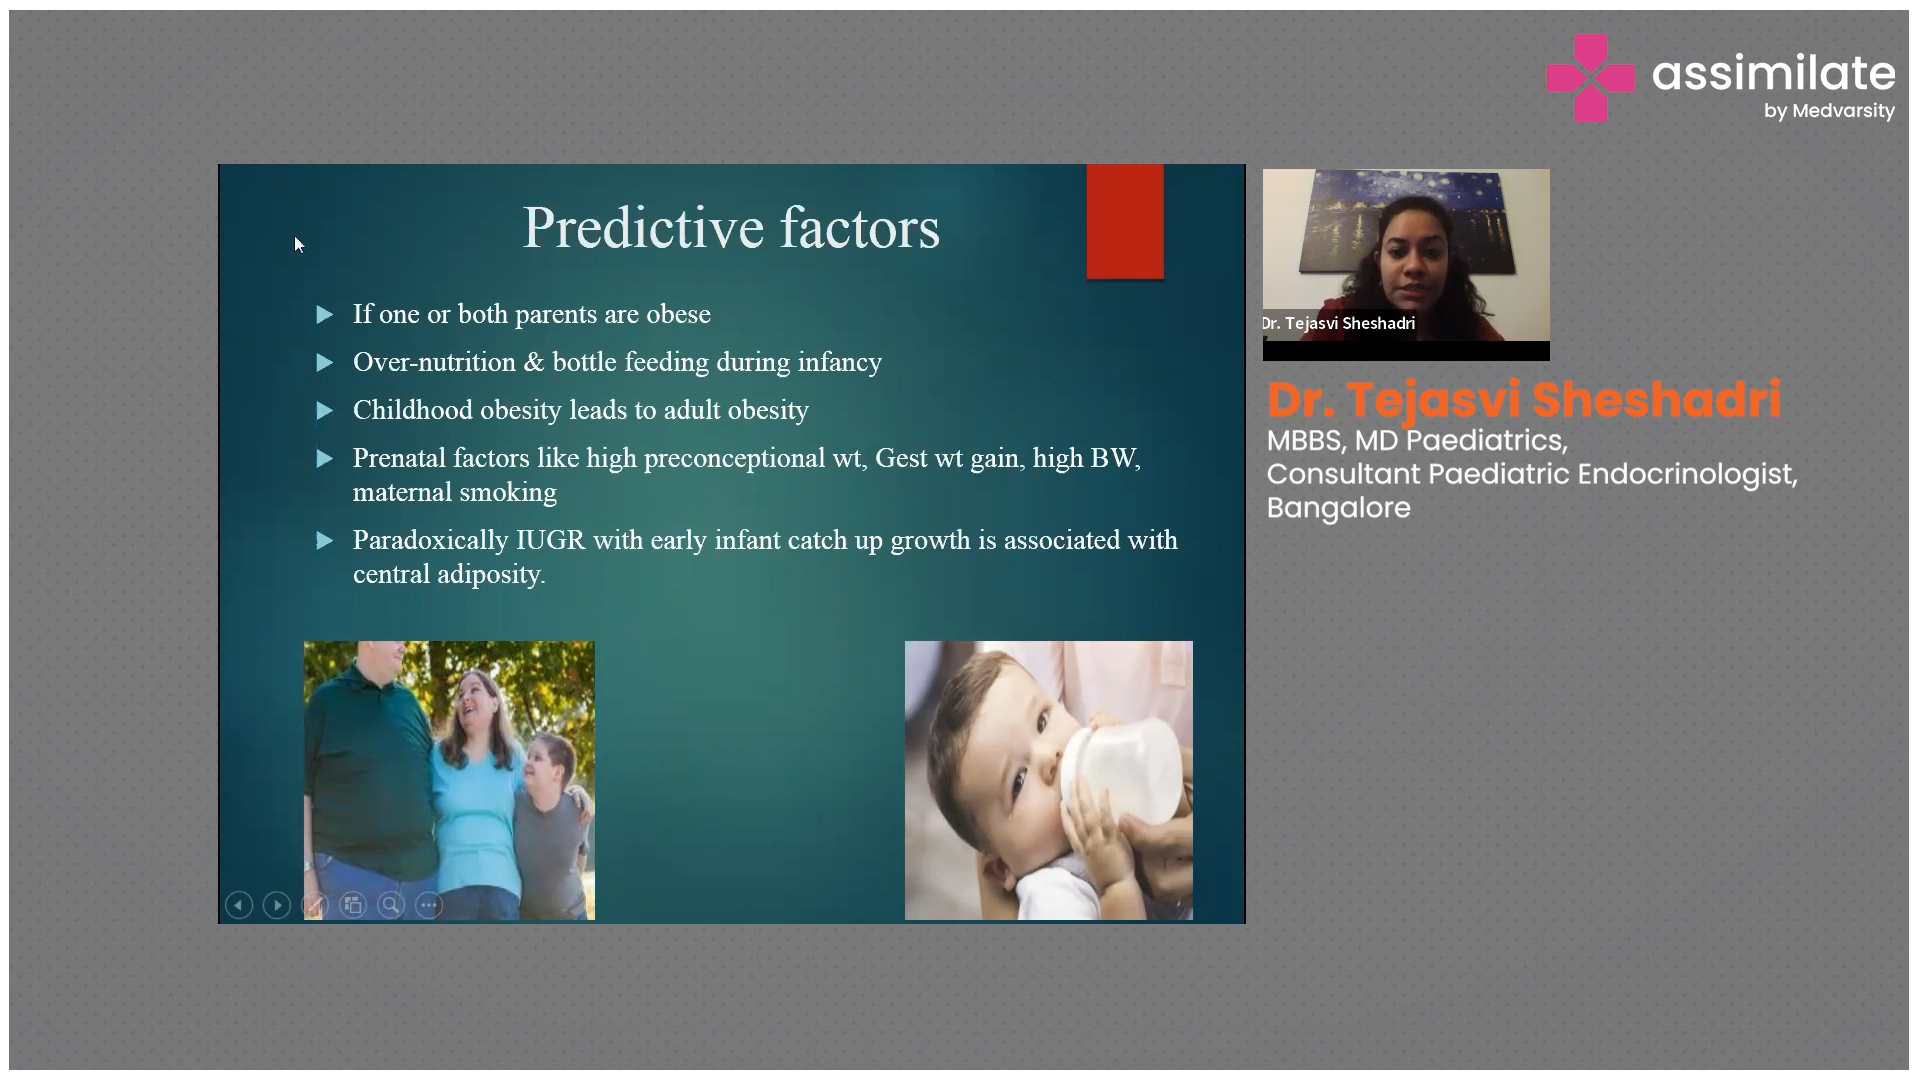 assimilate
by Medvarsity
Predictive factors
If one or both parents are obese
Over-nutrition & bottle feeding during infancy
Childhood obesity leads to adult obesity
Prenatal factors like high preconceptional wt, Gest wt gain, high BW,
maternal smoking
Paradoxically IUGR with early infant catch up growth is associated with
central adiposity.
Dr. Tejasvi Sheshadri
Dr. Tejasvi Sheshadri
MBBS, MD Paediatrics,
Consultant Paediatric Endocrinologist,
Bangalore